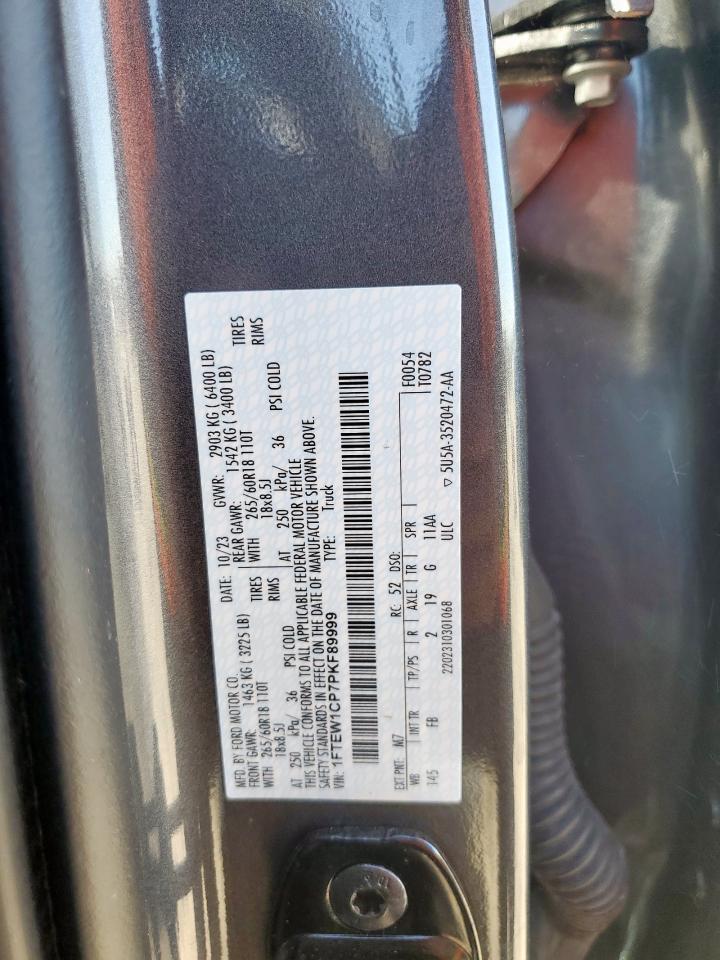 MFD. BY FORD MOTOR CO. DATE: 10/23 GVWR: 2903 KG ( 6400 LB)
FRONT GAWR: 1463 KG ( 3225 LB) REAR GAWR: 1542 KG ( 3400 LB)
WITH 265/60R18 110T TIRES WITH 265/60R18 110T TIRES
18x8.5J RIMS 18x8.5J RIMS
AT 250 kPa/ 36 PSI COLD AT 250 kPa/ 36 PSI COLD
THIS VEHICLE CONFORMS TO ALL APPLICABLE FEDERAL MOTOR VEHICLE
SAFETY STANDARDS IN EFFECT ON THE DATE OF MANUFACTURE SHOWN ABOVE.
VIN: 1FTEW1CP7PKF89999 TYPE: Truck
EXT PNT: M7 RC: 52 DSO: F0054
WB INT TR TP/PS R AXLE TR SPR T0782
145 FB 2 19 G 11AA
2202310301068 ULC ▽ 5U5A-3520472-AA